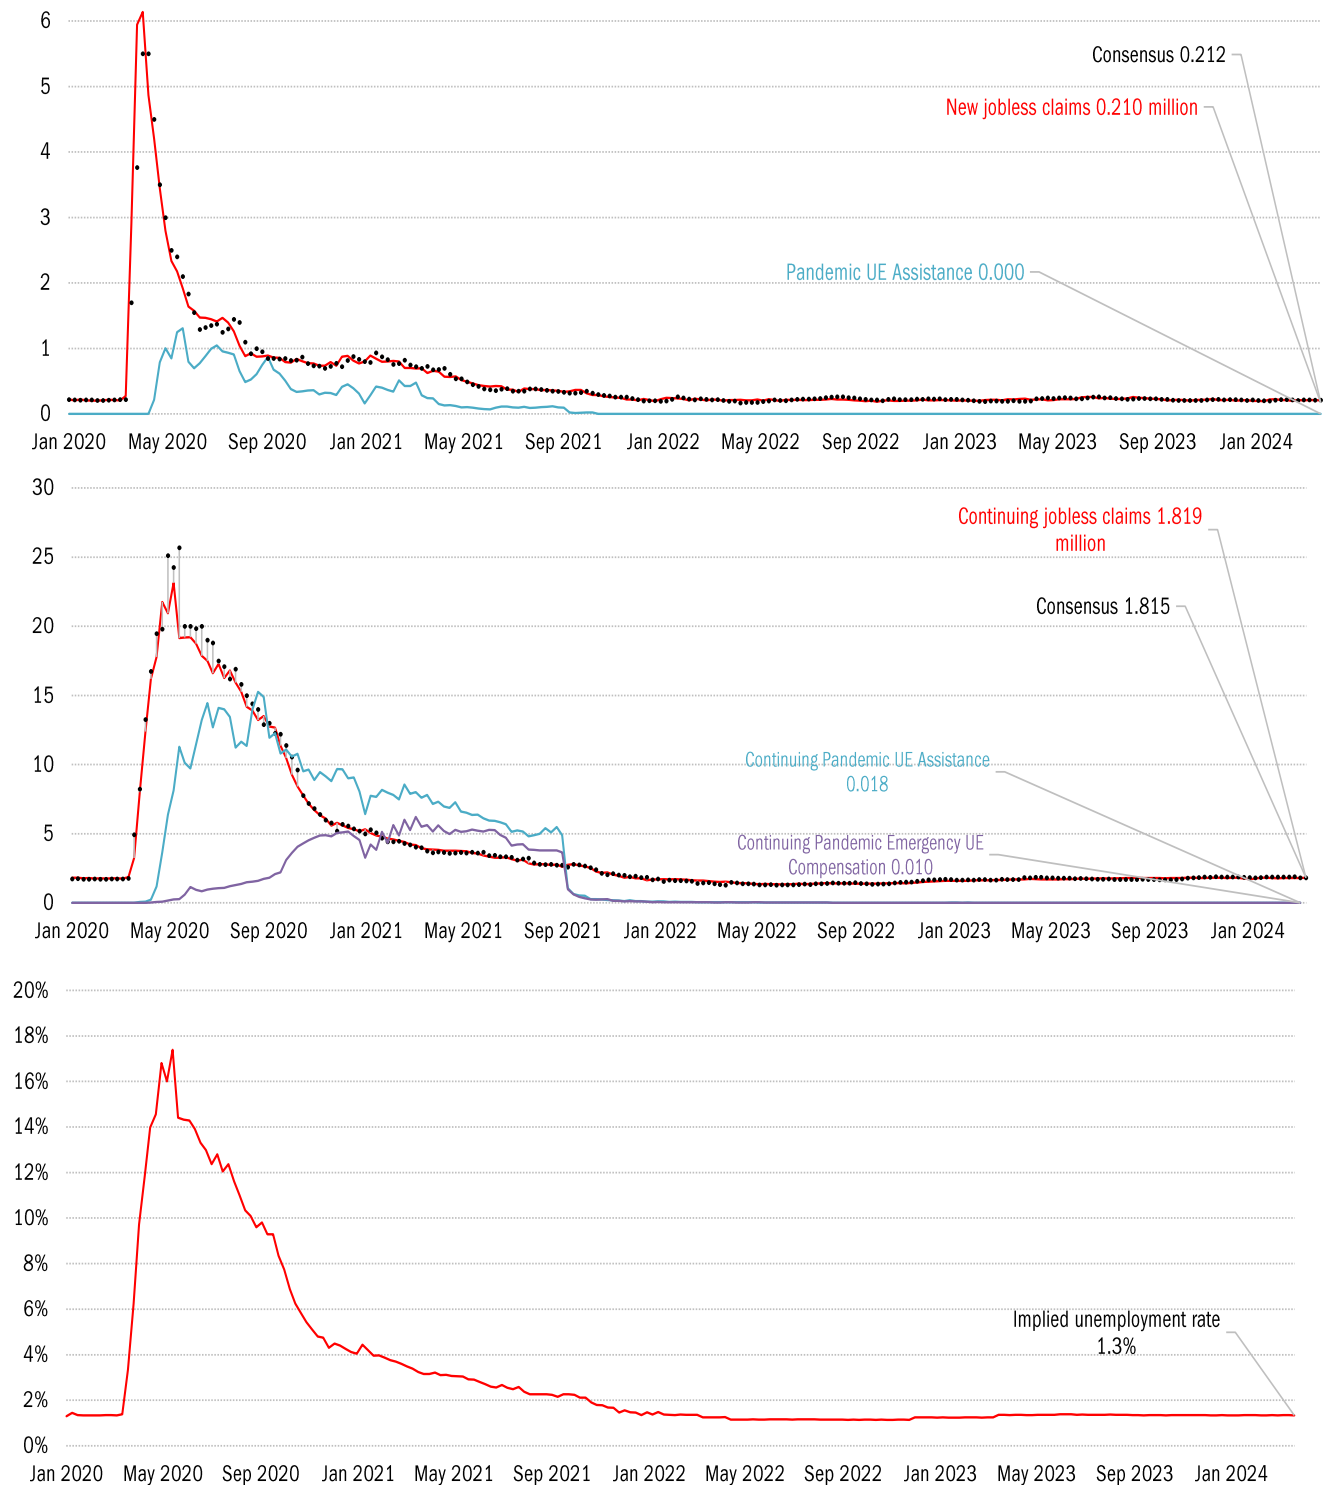 6
Consensus 0.212
5
New jobless claims 0.210 million
4
3
Pandemic UE Assistance 0.000
2
1
0
Jan 2020 May 2020 Sep 2020 Jan 2021 May 2021 Sep 2021 Jan 2022 May 2022 Sep 2022 Jan 2023 May 2023 Sep 2023 Jan 2024
30
Continuing jobless claims 1.819
million
25
Consensus 1.815
20
15
10
Continuing Pandemic UE Assistance
0.018
5
Continuing Pandemic Emergency UE
Compensation 0.010
0
Jan 2020 May 2020 Sep 2020 Jan 2021 May 2021 Sep 2021 Jan 2022 May 2022 Sep 2022 Jan 2023 May 2023 Sep 2023 Jan 2024
20%
18%
16%
14%
12%
10%
8%
6%
Implied unemployment rate
1.3%
4%
2%
0%
Jan 2020 May 2020 Sep 2020 Jan 2021 May 2021 Sep 2021 Jan 2022 May 2022 Sep 2022 Jan 2023 May 2023 Sep 2023 Jan 2024